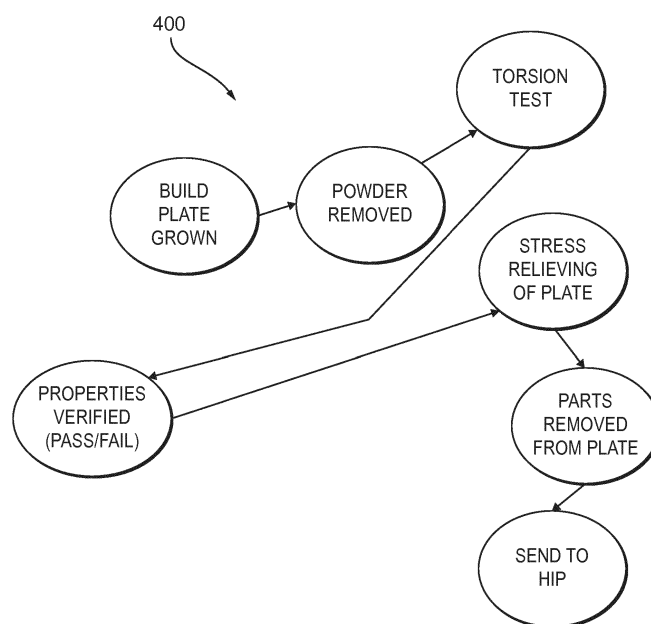 400
TORSION
TEST
BUILD
PLATE
GROWN
POWDER
REMOVED
STRESS
RELIEVING
OF PLATE
PROPERTIES
VERIFIED
(PASS/FAIL)
PARTS
REMOVED
FROM PLATE
SEND TO
HIP